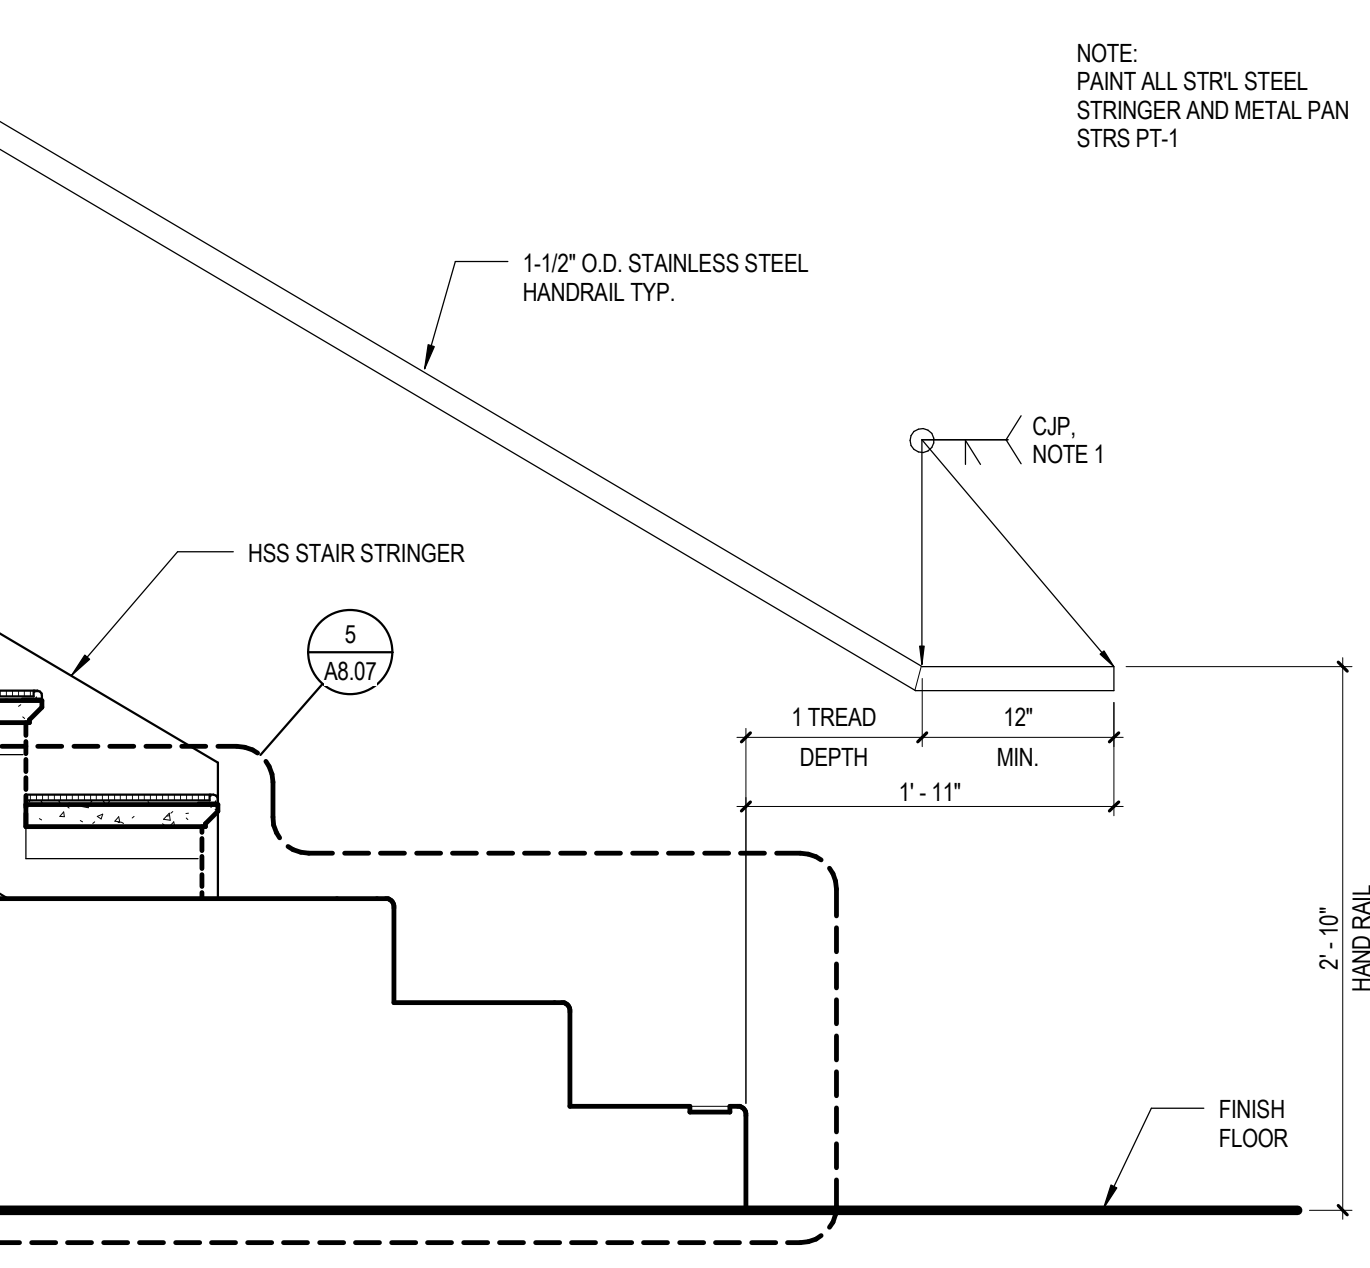 NOTE:
PAINT ALL STR'L STEEL
STRINGER AND METAL PAN
STRS PT-1
1-1/2" O.D. STAINLESS STEEL
HANDRAIL TYP.
CJP,
NOTE 1
HSS STAIR STRINGER
5
A8.07
1 TREAD
DEPTH
12"
MIN.
1' - 11"
2' - 10"
HAND RAIL
FINISH
FLOOR